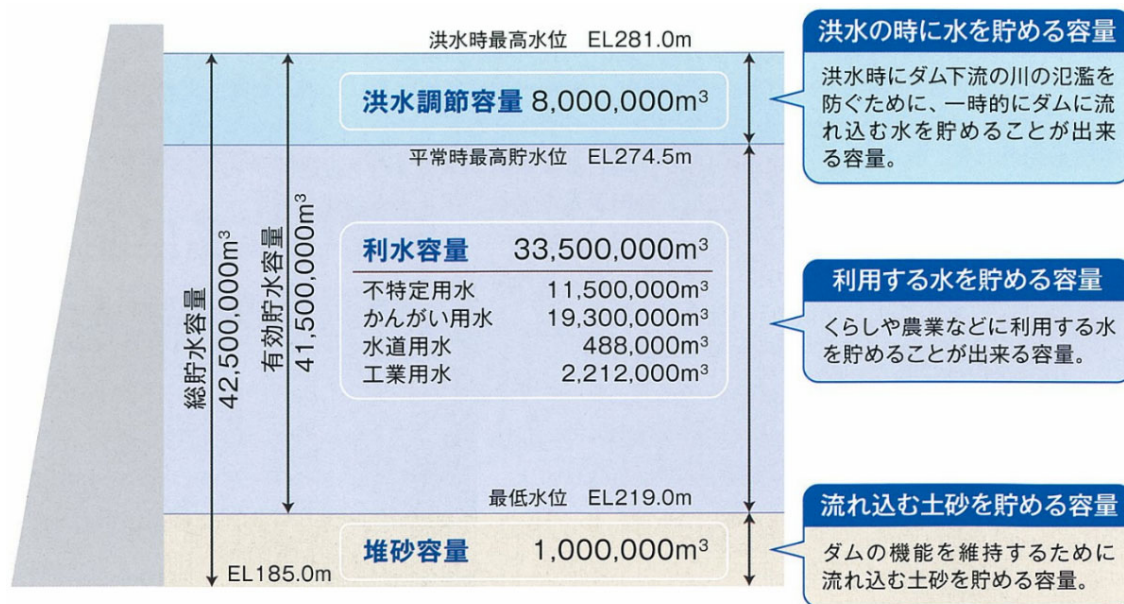 洪水時最高水位 EL281.0m
洪水調節容量 8,000,000m³
平常時最高貯水位 EL274.5m
総貯水容量
42,500,000m³
有効貯水容量
41,500,000m³
利水容量 33,500,000m³
不特定用水 11,500,000m³
かんがい用水 19,300,000m³
水道用水 488,000m³
工業用水 2,212,000m³
最低水位 EL219.0m
堆砂容量 1,000,000m³
EL185.0m
洪水の時に水を貯める容量
洪水時にダム下流の川の氾濫を
防ぐために、一時的にダムに流
れ込む水を貯めることが出来
る容量。
利用する水を貯める容量
くらしや農業などに利用する水
を貯めることが出来る容量。
流れ込む土砂を貯める容量
ダムの機能を維持するために
流れ込む土砂を貯める容量。